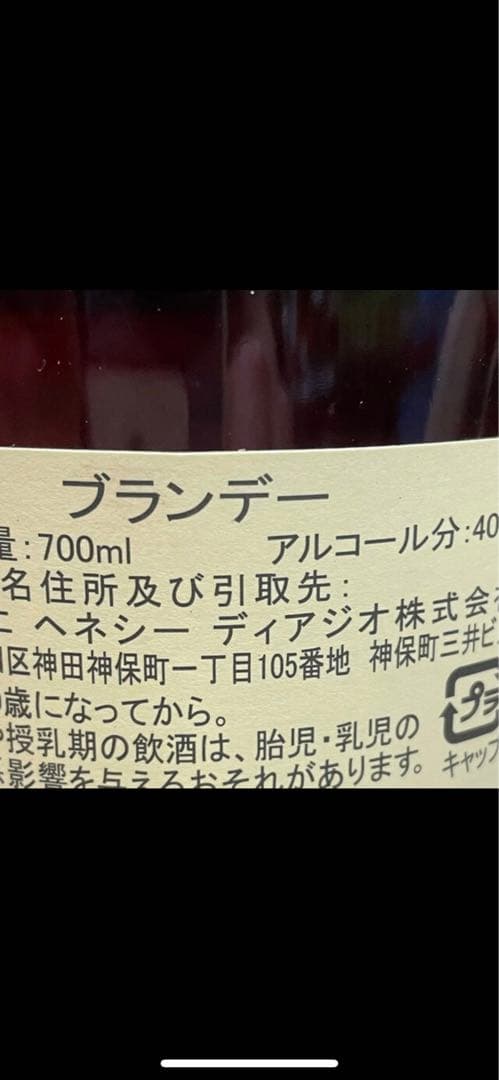 ブランデー
量:700ml アルコール分:40
名住所及び引取先:
ヘネシー ディアジオ株式会
区神田神保町一丁目105番地 神保町三井ビ
歳になってから。
授乳期の飲酒は、胎児・乳児の
影響を与えるおそれがあります。
プラ
キャップ